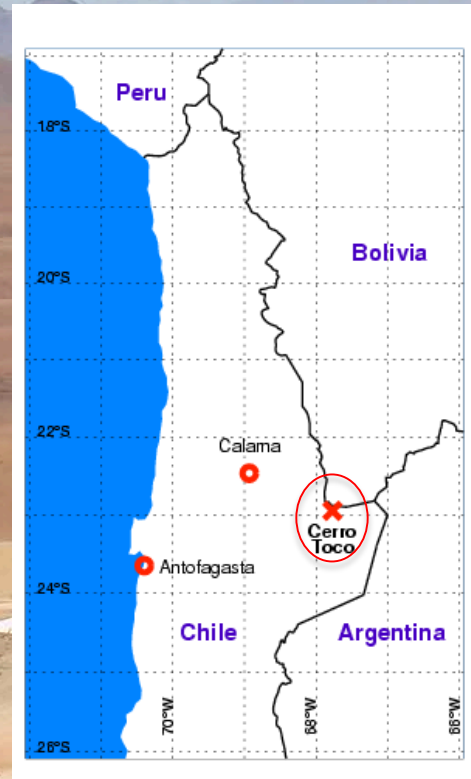 Peru
18°S
Bolivia
20°S
22°S
Calama
Cerro
Toco
Antofagasta
24°S
Chile
Argentina
70°W
68°W
66°W
26°S